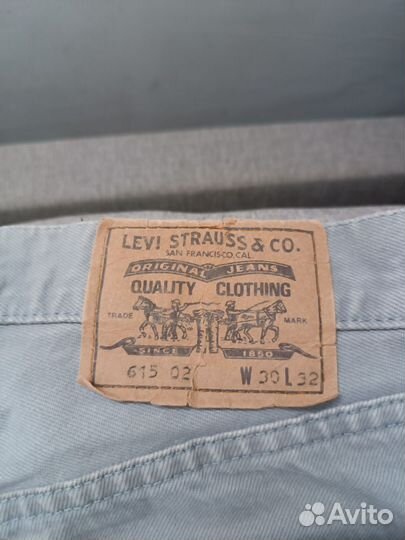 LEVI STRAUSS & CO.
SAN FRANCISCO, CAL
ORIGINAL JEANS
QUALITY CLOTHING
TRADE MARK
SINCE 1850
615 02 W 30 L 32
Avito